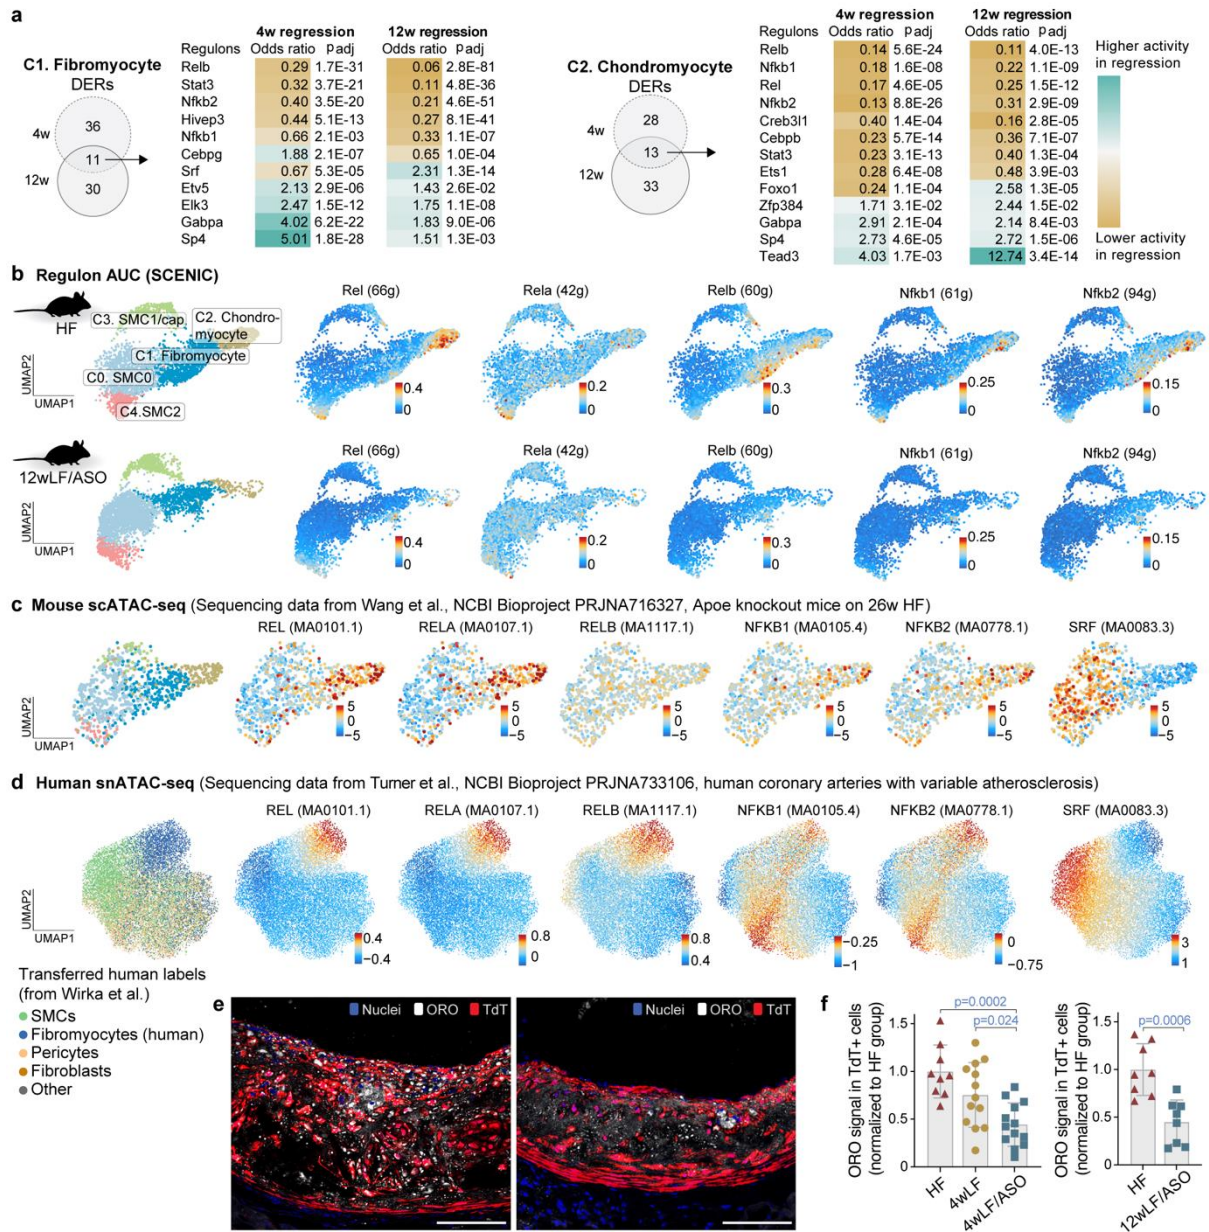 a
4w regression 12w regression
Regulons Odds ratio p adj Odds ratio p adj
C1. Fibromyocyte
DERs
4w
36
11
12w
30
Relb 0.29 1.7E-31 0.06 2.8E-81
Stat3 0.32 3.7E-21 0.11 4.8E-36
Nfkb2 0.40 3.5E-20 0.21 4.6E-51
Hivep3 0.44 5.1E-13 0.27 8.1E-41
Nfkb1 0.66 2.1E-03 0.33 1.1E-07
Cebpg 1.88 2.1E-07 0.65 1.0E-04
Srf 0.67 5.3E-05 2.31 1.3E-14
Etv5 2.13 2.9E-06 1.43 2.6E-02
Elk3 2.47 1.5E-12 1.75 1.1E-08
Gabpa 4.02 6.2E-22 1.83 9.0E-06
Sp4 5.01 1.8E-28 1.51 1.3E-03
4w regression 12w regression
Regulons Odds ratio p adj Odds ratio p adj
C2. Chondromyocyte
DERs
4w
28
13
12w
33
Relb 0.14 5.6E-24 0.11 4.0E-13
Nfkb1 0.18 1.6E-08 0.22 1.1E-09
Rel 0.17 4.6E-05 0.25 1.5E-12
Nfkb2 0.13 8.8E-26 0.31 2.9E-09
Creb3l1 0.40 1.4E-04 0.16 2.8E-05
Cebpb 0.23 5.7E-14 0.36 7.1E-07
Stat3 0.23 3.1E-13 0.40 1.3E-04
Ets1 0.28 6.4E-08 0.48 3.9E-03
Foxo1 0.24 1.1E-04 2.58 1.3E-05
Zfp384 1.71 3.1E-02 2.44 1.5E-02
Gabpa 2.91 2.1E-04 2.14 8.4E-03
Sp4 2.73 4.6E-05 2.72 1.5E-06
Tead3 4.03 1.7E-03 12.74 3.4E-14
Higher activity
in regression
Lower activity
in regression
b Regulon AUC (SCENIC)
HF
C3. SMC1/cap
C2. Chondro-
myocyte
C1. Fibromyocyte
C0. SMC0
C4.SMC2
UMAP2
UMAP1
Rel (66g) Rela (42g) Relb (60g) Nfkb1 (61g) Nfkb2 (94g)
0.4 0.2 0.3 0.25 0.15
0 0 0 0 0
12wLF/ASO
UMAP2
UMAP1
Rel (66g) Rela (42g) Relb (60g) Nfkb1 (61g) Nfkb2 (94g)
0.4 0.2 0.3 0.25 0.15
0 0 0 0 0
c Mouse scATAC-seq (Sequencing data from Wang et al., NCBI Bioproject PRJNA716327, Apoe knockout mice on 26w HF)
REL (MA0101.1) RELA (MA0107.1) RELB (MA1117.1) NFKB1 (MA0105.4) NFKB2 (MA0778.1) SRF (MA0083.3)
UMAP2
UMAP1
5 5 5 5 5 5
0 0 0 0 0 0
−5 −5 −5 −5 −5 −5
d Human snATAC-seq (Sequencing data from Turner et al., NCBI Bioproject PRJNA733106, human coronary arteries with variable atherosclerosis)
REL (MA0101.1) RELA (MA0107.1) RELB (MA1117.1) NFKB1 (MA0105.4) NFKB2 (MA0778.1) SRF (MA0083.3)
UMAP2
UMAP1
0.4 0.8 0.8 −0.25 0 3
−0.4 0 0.4 −1 −0.75 1
Transferred human labels
(from Wirka et al.)
SMCs
Fibromyocytes (human)
Pericytes
Fibroblasts
Other
e
Nuclei ORO TdT
Nuclei ORO TdT
f
ORO signal in TdT+ cells
(normalized to HF group)
p=0.0002
p=0.024
1.5
1.0
0.5
0
HF 4wLF 4wLF/ASO
ORO signal in TdT+ cells
(normalized to HF group)
p=0.0006
1.5
1.0
0.5
0
HF 12wLF/ASO